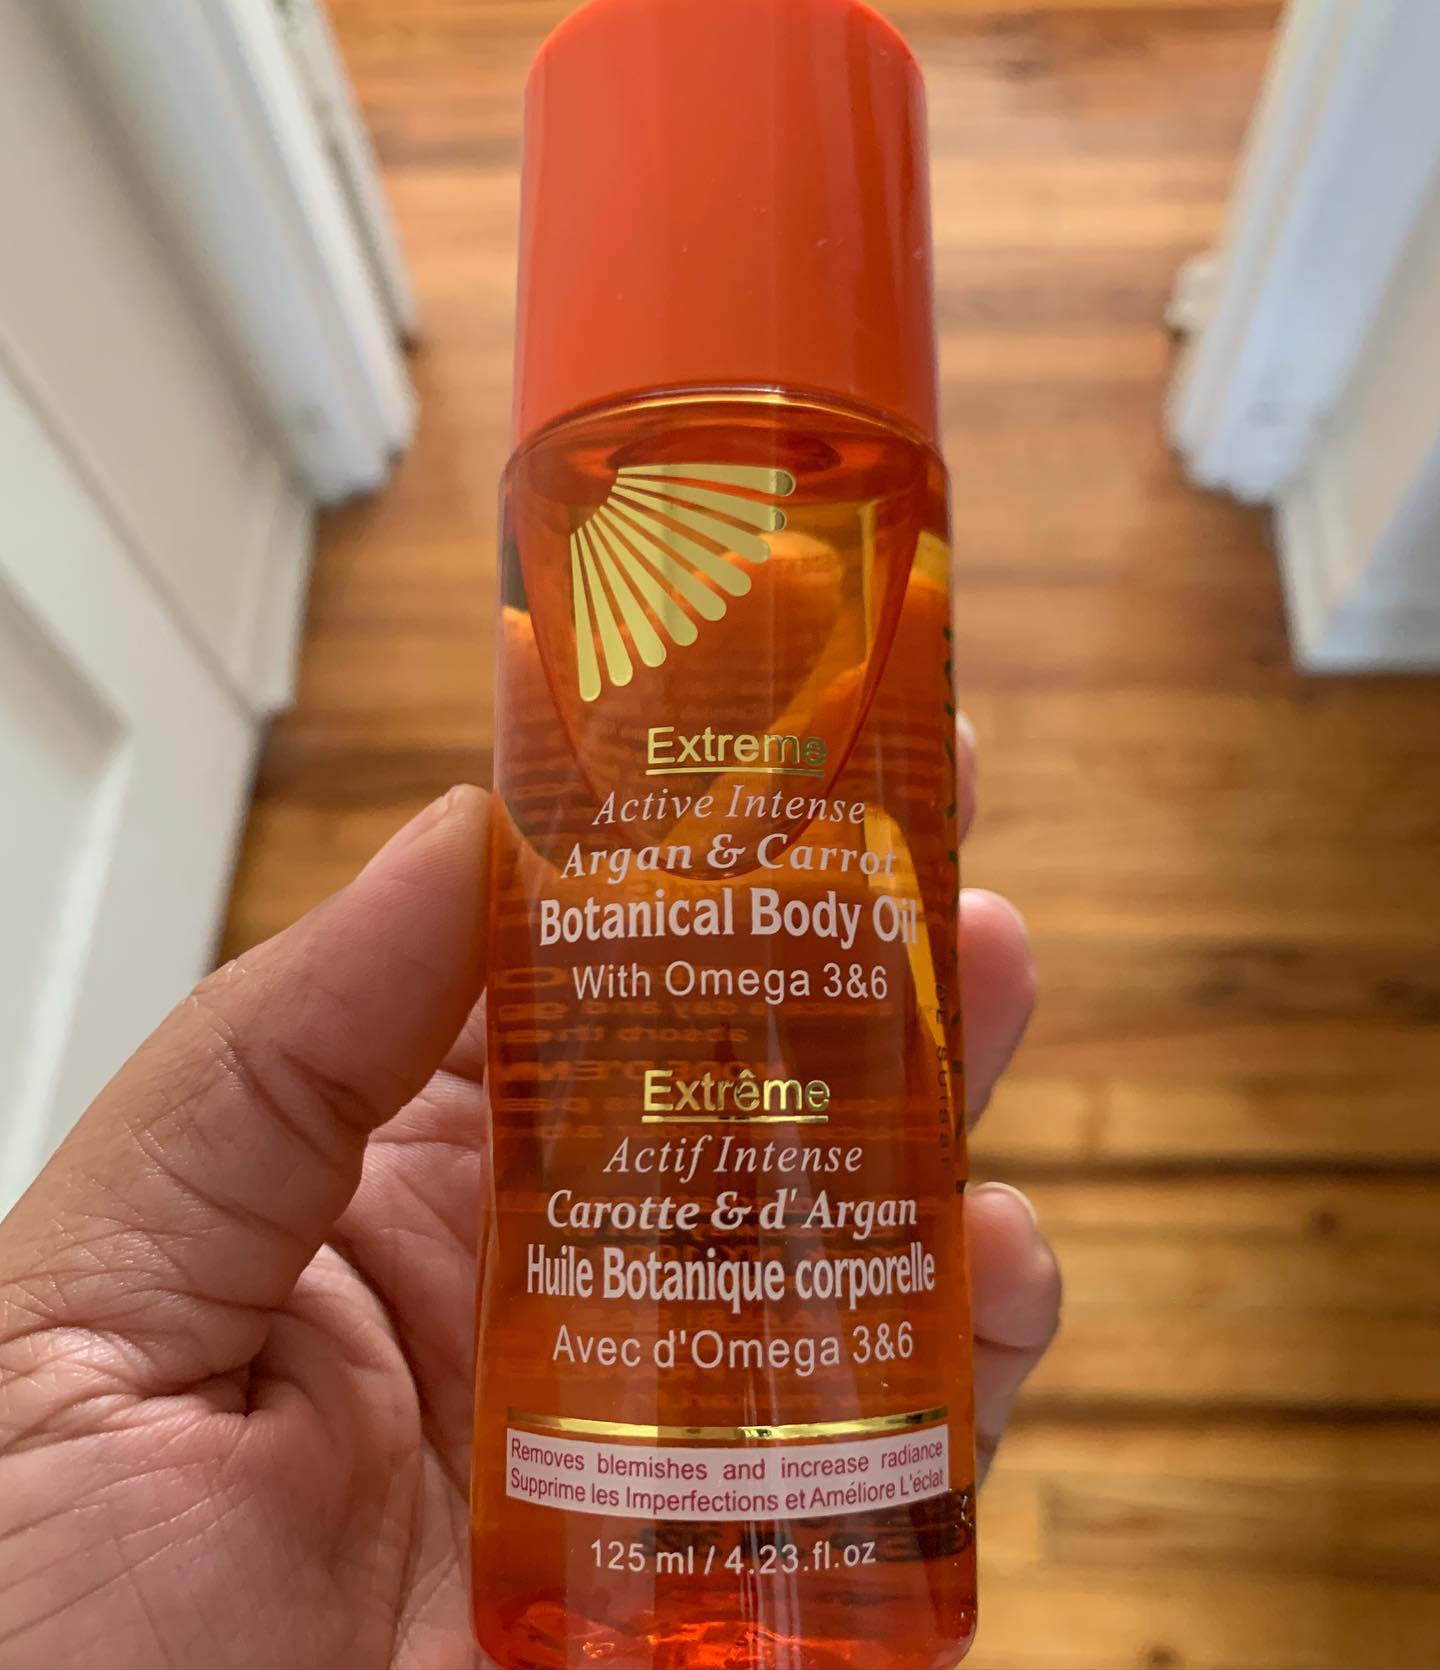 Extreme
Active Intense
Argan & Carrot
Botanical Body Oil
With Omega 3&6
Extrême
Actif Intense
Carotte & d'Argan
Huile Botanique corporelle
Avec d'Omega 3&6
Removes blemishes and increase radiance
Supprime les Imperfections et Améliore L'éclat
125 ml / 4.23.fl.oz